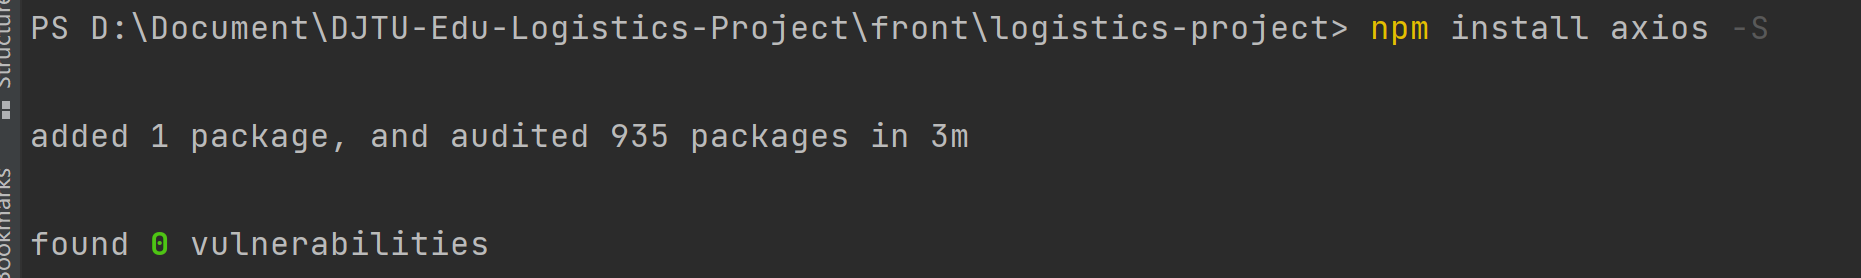 PS D:\Document\DJTU-Edu-Logistics-Project\front\logistics-project> npm install axios -S
added 1 package, and audited 935 packages in 3m
found 0 vulnerabilities
Structure
Bookmarks